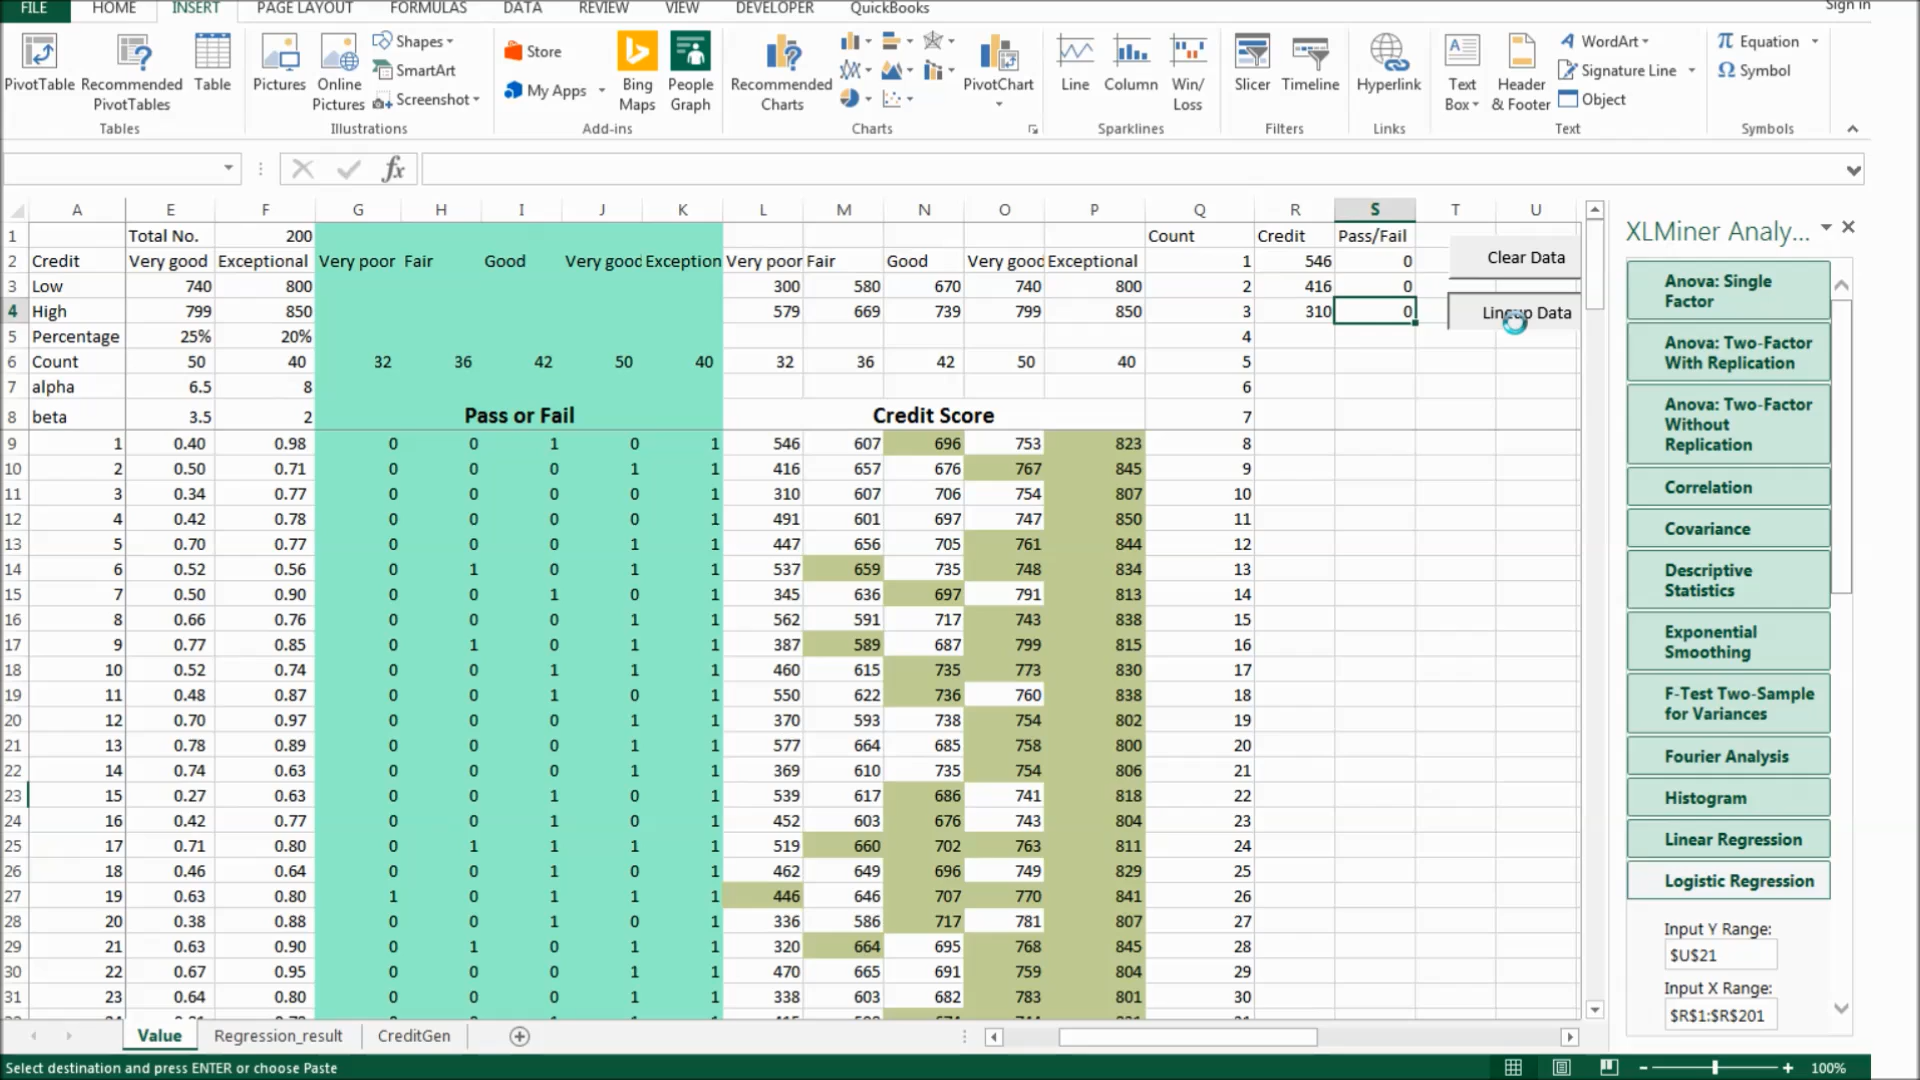 FILE HOME INSERT PAGE LAYOUT FORMULAS DATA REVIEW VIEW DEVELOPER QuickBooks Sign in
PivotTable Recommended PivotTables Table
Tables
Pictures Online Pictures Shapes SmartArt Screenshot
Illustrations
Store My Apps Bing Maps People Graph
Add-ins
Recommended Charts PivotChart
Charts
Line Column Win/ Loss
Sparklines
Slicer Timeline
Filters
Hyperlink
Links
Text Box Header & Footer WordArt Signature Line Object
Text
Equation Symbol
Symbols
fx
A E F G H I J K L M N O P Q R S T U
1 Total No. 200 Count Credit Pass/Fail
2 Credit Very good Exceptional Very poor Fair Good Very good Exception Very poor Fair Good Very good Exceptional 1 546 0
3 Low 740 800 300 580 670 740 800 2 416 0
4 High 799 850 579 669 739 799 850 3 310 0
5 Percentage 25% 20% 4
6 Count 50 40 32 36 42 50 40 32 36 42 50 40 5
7 alpha 6.5 8 6
8 beta 3.5 2 Pass or Fail Credit Score 7
9 1 0.40 0.98 0 0 1 0 1 546 607 696 753 823 8
10 2 0.50 0.71 0 0 0 1 1 416 657 676 767 845 9
11 3 0.34 0.77 0 0 0 0 1 310 607 706 754 807 10
12 4 0.42 0.78 0 0 0 0 1 491 601 697 747 850 11
13 5 0.70 0.77 0 0 0 1 1 447 656 705 761 844 12
14 6 0.52 0.56 0 1 0 1 1 537 659 735 748 834 13
15 7 0.50 0.90 0 0 1 0 1 345 636 697 791 813 14
16 8 0.66 0.76 0 0 0 1 1 562 591 717 743 838 15
17 9 0.77 0.85 0 1 0 1 1 387 589 687 799 815 16
18 10 0.52 0.74 0 0 1 1 1 460 615 735 773 830 17
19 11 0.48 0.87 0 0 1 0 1 550 622 736 760 838 18
20 12 0.70 0.97 0 0 0 1 1 370 593 738 754 802 19
21 13 0.78 0.89 0 0 0 1 1 577 664 685 758 800 20
22 14 0.74 0.63 0 0 0 1 1 369 610 735 754 806 21
23 15 0.27 0.63 0 0 1 0 1 539 617 686 741 818 22
24 16 0.42 0.77 0 0 1 0 1 452 603 676 743 804 23
25 17 0.71 0.80 0 1 1 1 1 519 660 702 763 811 24
26 18 0.46 0.64 0 0 1 0 1 462 649 696 749 829 25
27 19 0.63 0.80 1 0 1 1 1 446 646 707 770 841 26
28 20 0.38 0.88 0 0 1 0 1 336 586 717 781 807 27
29 21 0.63 0.90 0 1 0 1 1 320 664 695 768 845 28
30 22 0.67 0.95 0 0 0 1 1 470 665 691 759 804 29
31 23 0.64 0.80 0 0 0 1 1 338 603 682 783 801 30
Clear Data
Lineup Data
XLMiner Analy...
Anova: Single Factor
Anova: Two-Factor With Replication
Anova: Two-Factor Without Replication
Correlation
Covariance
Descriptive Statistics
Exponential Smoothing
F-Test Two-Sample for Variances
Fourier Analysis
Histogram
Linear Regression
Logistic Regression
Input Y Range:
$U$21
Input X Range:
$R$1:$R$201
Value Regression_result CreditGen
Select destination and press ENTER or choose Paste 100%